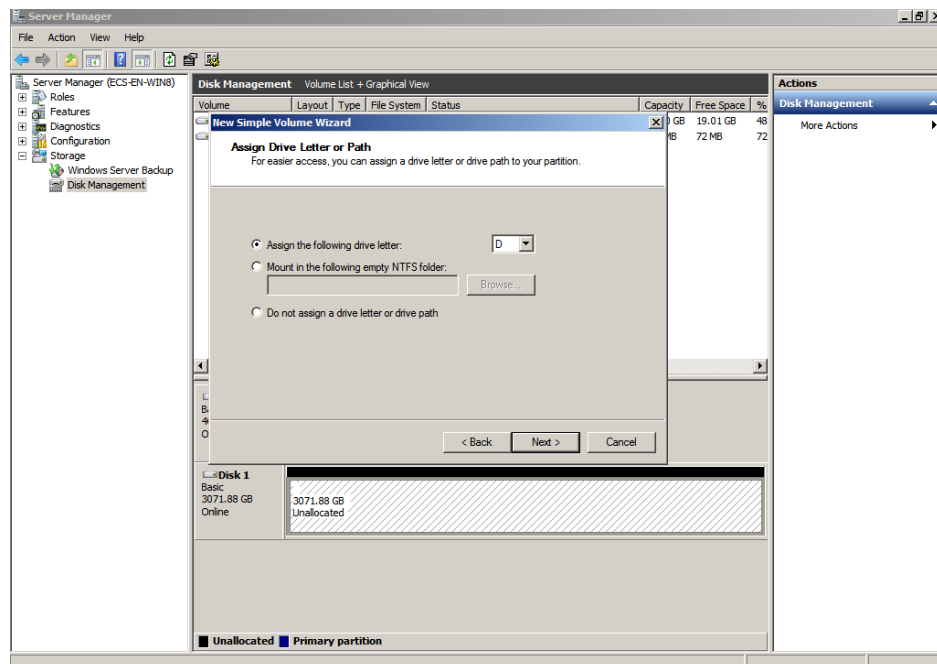 Server Manager
File Action View Help
Server Manager (ECS-EN-WIN8)
Roles
Features
Diagnostics
Configuration
Storage
Windows Server Backup
Disk Management
Disk Management Volume List + Graphical View
Volume Layout Type File System Status Capacity Free Space %
GB 19.01 GB 48
MB 72 MB 72
New Simple Volume Wizard
Assign Drive Letter or Path
For easier access, you can assign a drive letter or drive path to your partition.
Assign the following drive letter: D
Mount in the following empty NTFS folder:
Browse...
Do not assign a drive letter or drive path
< Back Next > Cancel
Disk 1
Basic
3071.88 GB
Online
3071.88 GB
Unallocated
Unallocated Primary partition
Actions
Disk Management
More Actions